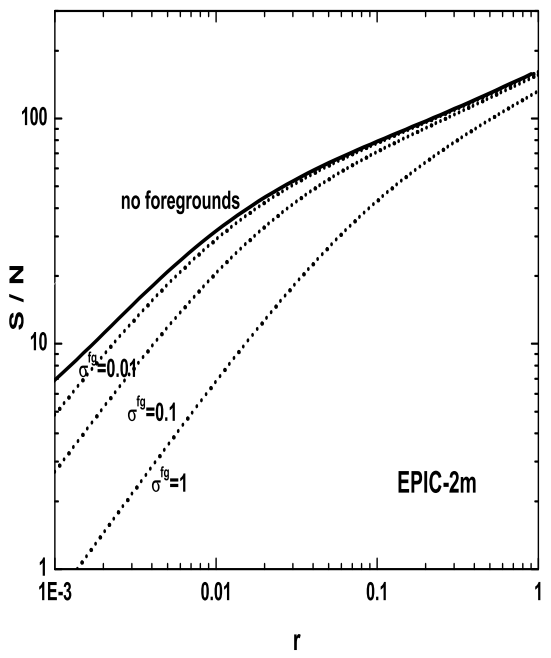 100
no foregrounds
S / N
10
σ^fg=0.01
σ^fg=0.1
σ^fg=1
EPIC-2m
1
1E-3 0.01 0.1 1
r